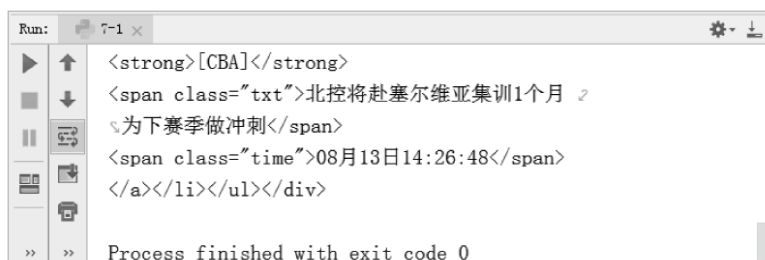 Run: 7-1
<strong>[CBA]</strong>
<span class="txt">北控将赴塞尔维亚集训1个月
为下赛季做冲刺</span>
<span class="time">08月13日14:26:48</span>
</a></li></ul></div>
Process finished with exit code 0